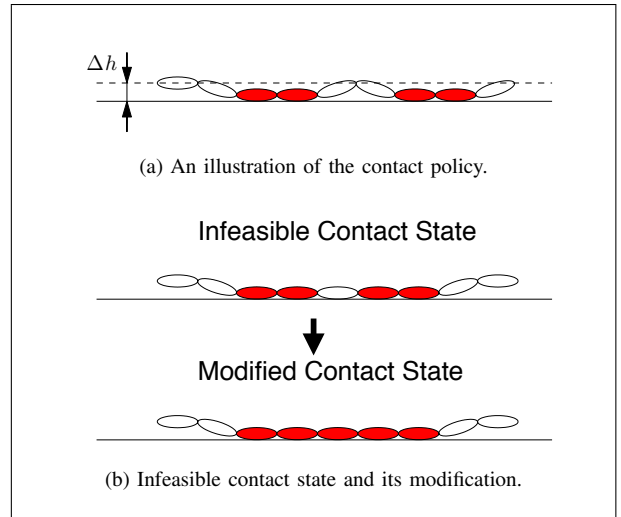 Δh
(a) An illustration of the contact policy.
Infeasible Contact State
Modified Contact State
(b) Infeasible contact state and its modification.